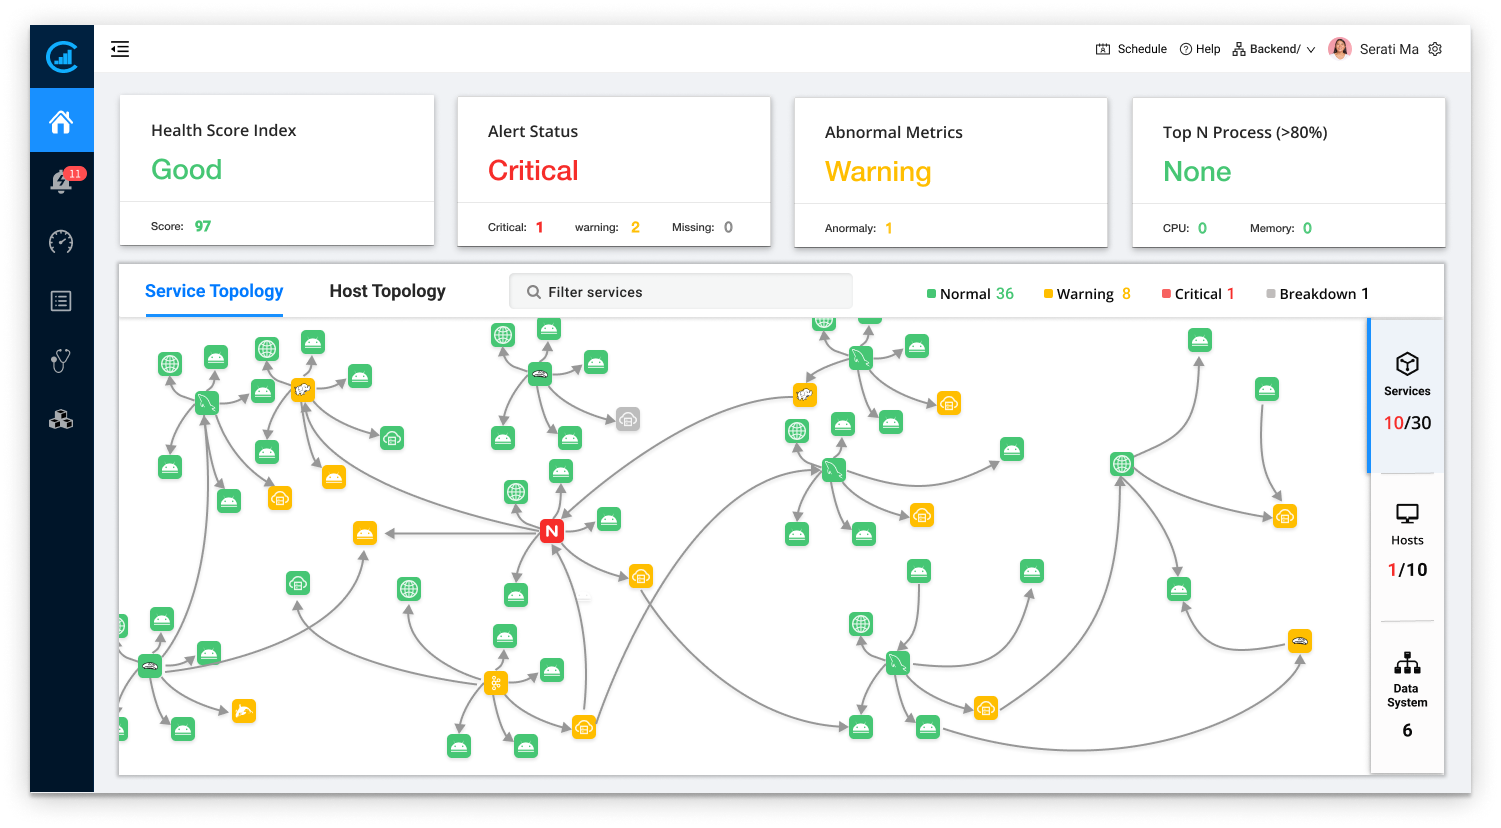 Schedule Help Backend/ Serati Ma
11
Health Score Index
Good
Score: 97
Alert Status
Critical
Critical: 1 warning: 2 Missing: 0
Abnormal Metrics
Warning
Anormaly: 1
Top N Process (>80%)
None
CPU: 0 Memory: 0
Service Topology Host Topology Filter services Normal 36 Warning 8 Critical 1 Breakdown 1
N
Services
10/30
Hosts
1/10
Data
System
6